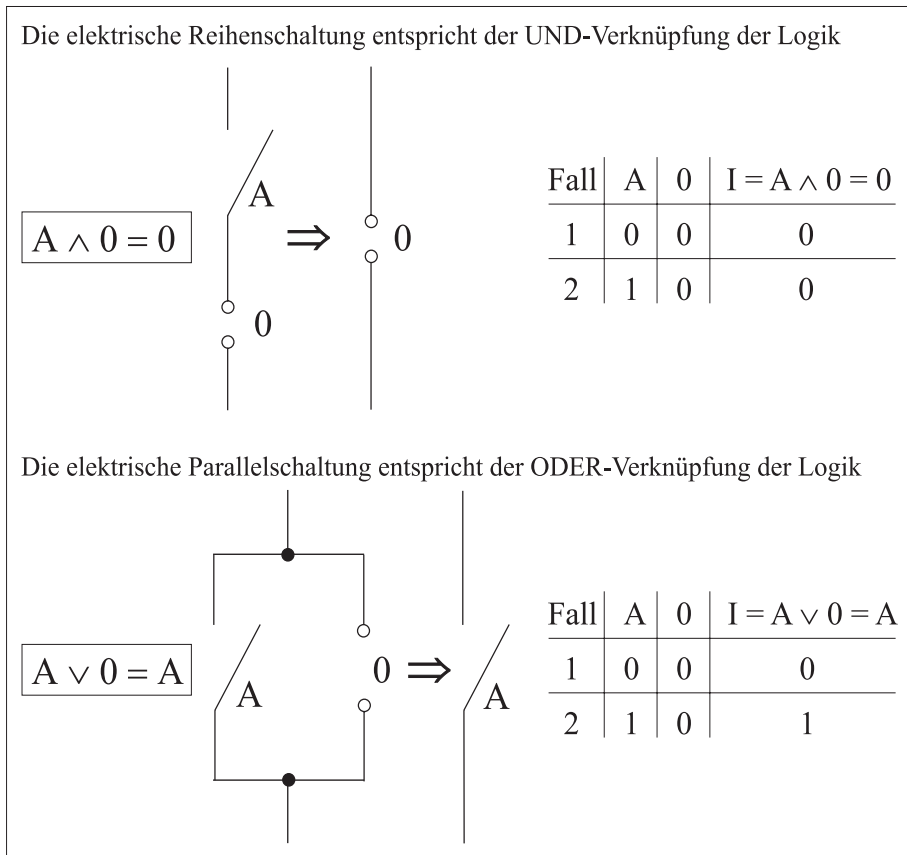 Die elektrische Reihenschaltung entspricht der UND-Verknüpfung der Logik
A ∧ 0 = 0
A
0
⇒
0
Fall A 0 I = A ∧ 0 = 0
1 0 0 0
2 1 0 0
Die elektrische Parallelschaltung entspricht der ODER-Verknüpfung der Logik
A ∨ 0 = A
A
0
⇒
A
Fall A 0 I = A ∨ 0 = A
1 0 0 0
2 1 0 1